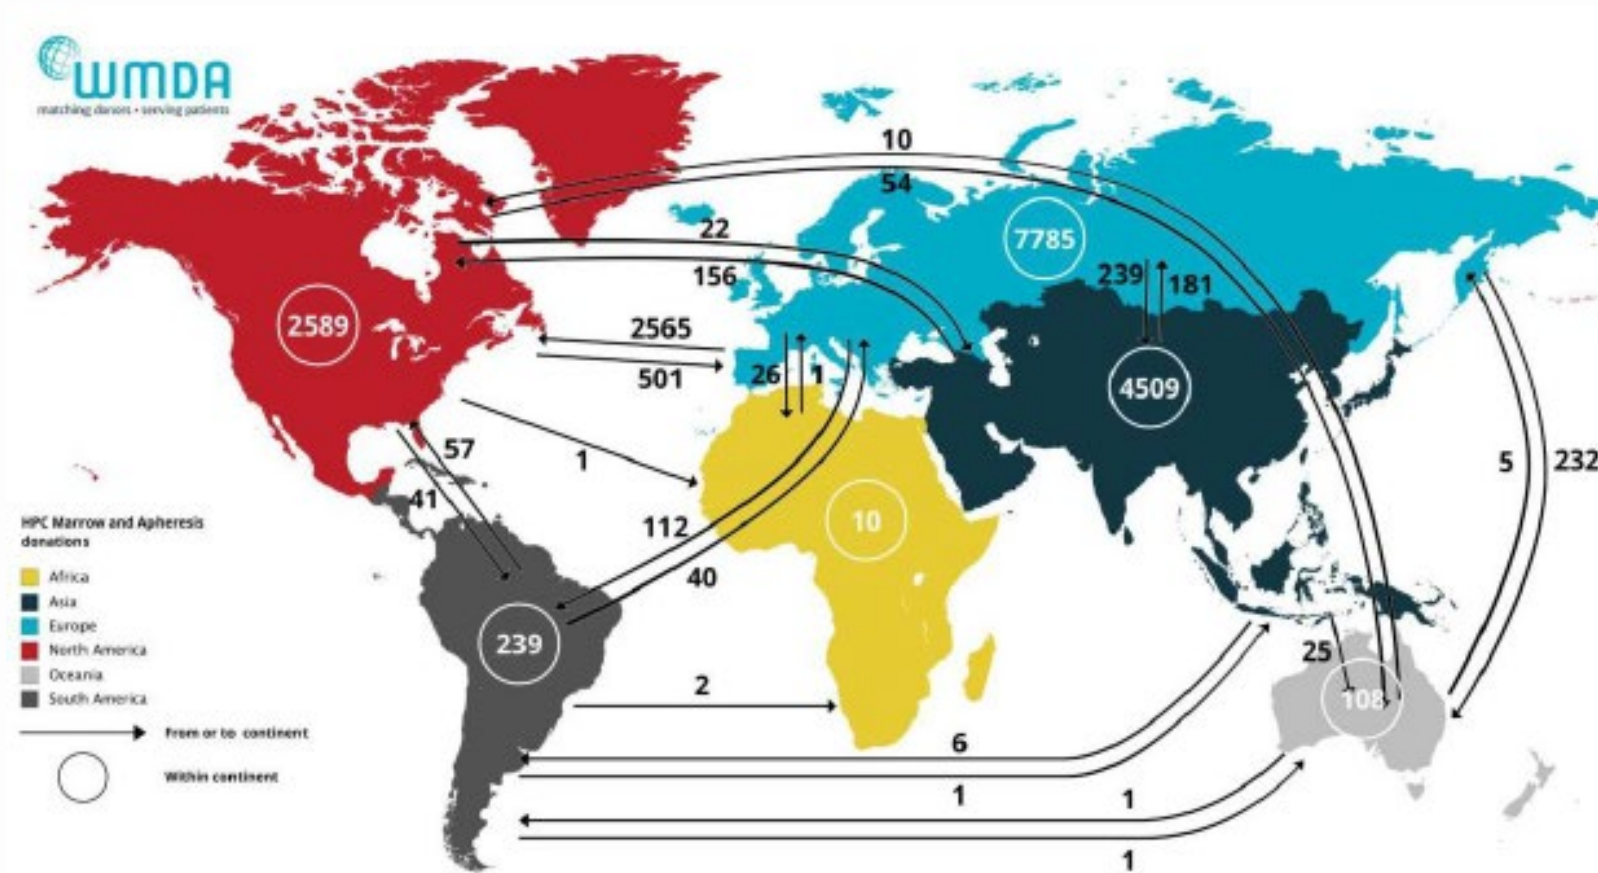 WMDA
matching donors • serving patients
10
54
22
7785
156
239
181
2589
2565
501
26
1
4509
57
1
5
232
41
10
112
40
239
25
108
2
6
1
1
1
HPC Marrow and Apheresis
donations
Africa
Asia
Europe
North America
Oceania
South America
From or to continent
Within continent